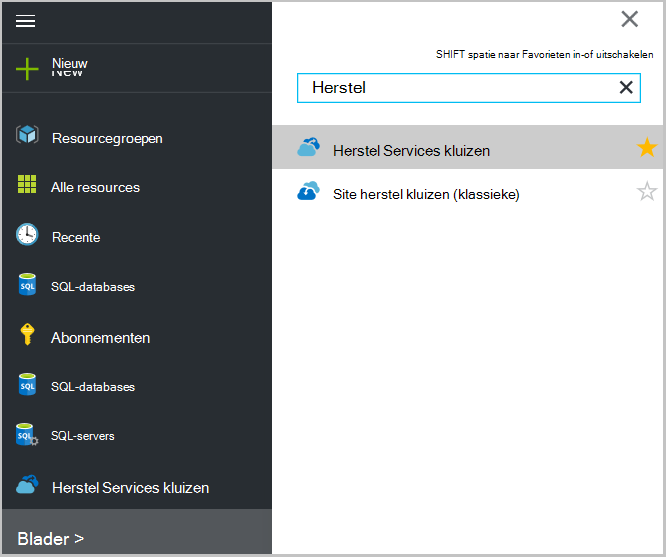 Nieuw
New
Resourcegroepen
Alle resources
Recente
SQL-databases
Abonnementen
SQL-databases
SQL-servers
Herstel Services kluizen
Blader >
SHIFT spatie naar Favorieten in-of uitschakelen
Herstel
Herstel Services kluizen
Site herstel kluizen (klassieke)